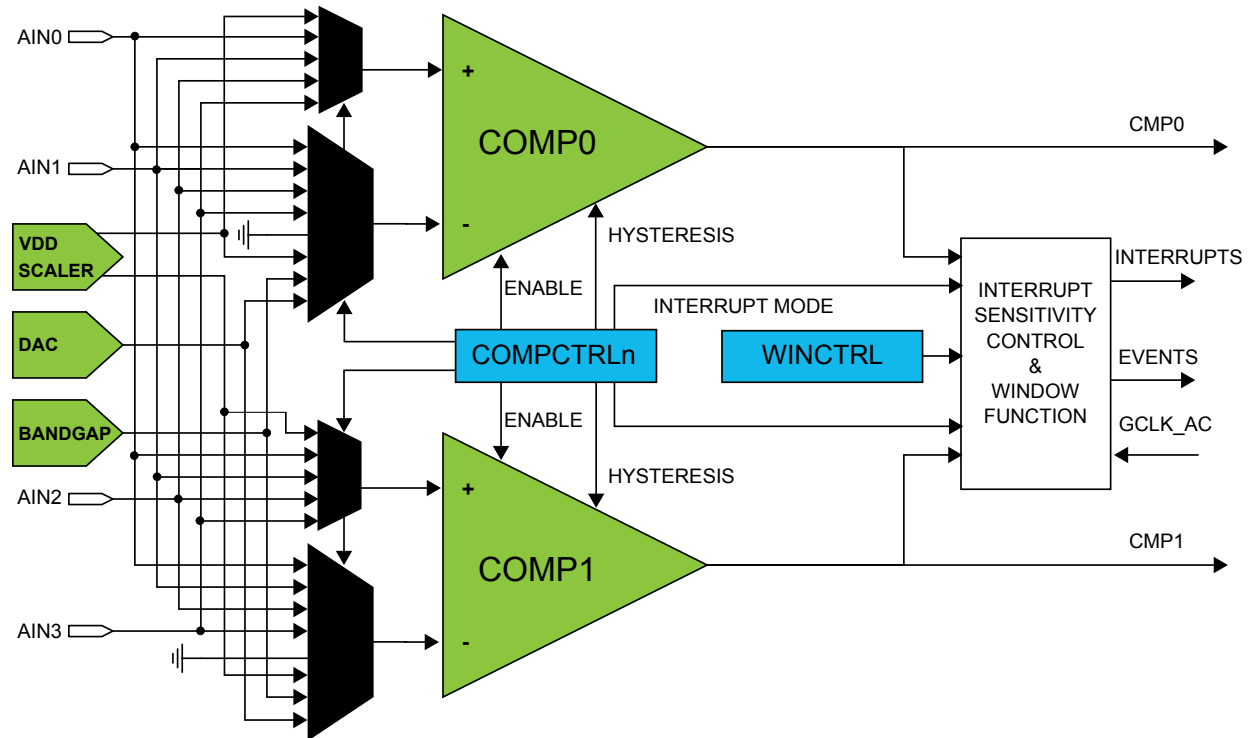 AIN0
+
COMP0
CMP0
AIN1
-
HYSTERESIS
VDD
SCALER
INTERRUPTS
ENABLE
INTERRUPT MODE
INTERRUPT
SENSITIVITY
CONTROL
&
WINDOW
FUNCTION
DAC
COMPCTRLn
WINCTRL
EVENTS
ENABLE
BANDGAP
GCLK_AC
HYSTERESIS
AIN2
+
COMP1
CMP1
AIN3
-